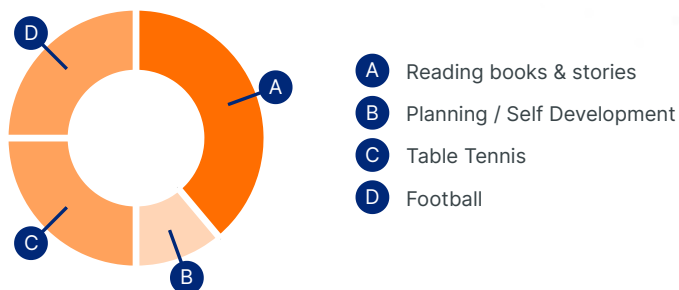 D
A
C
B
A Reading books & stories
B Planning / Self Development
C Table Tennis
D Football